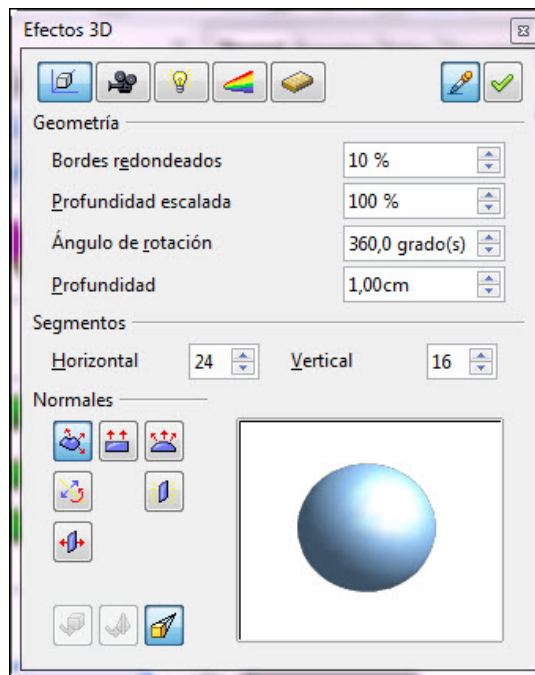 Efectos 3D
Geometría
Bordes redondeados 10 %
Profundidad escalada 100 %
Ángulo de rotación 360,0 grado(s)
Profundidad 1,00cm
Segmentos
Horizontal 24 Vertical 16
Normales